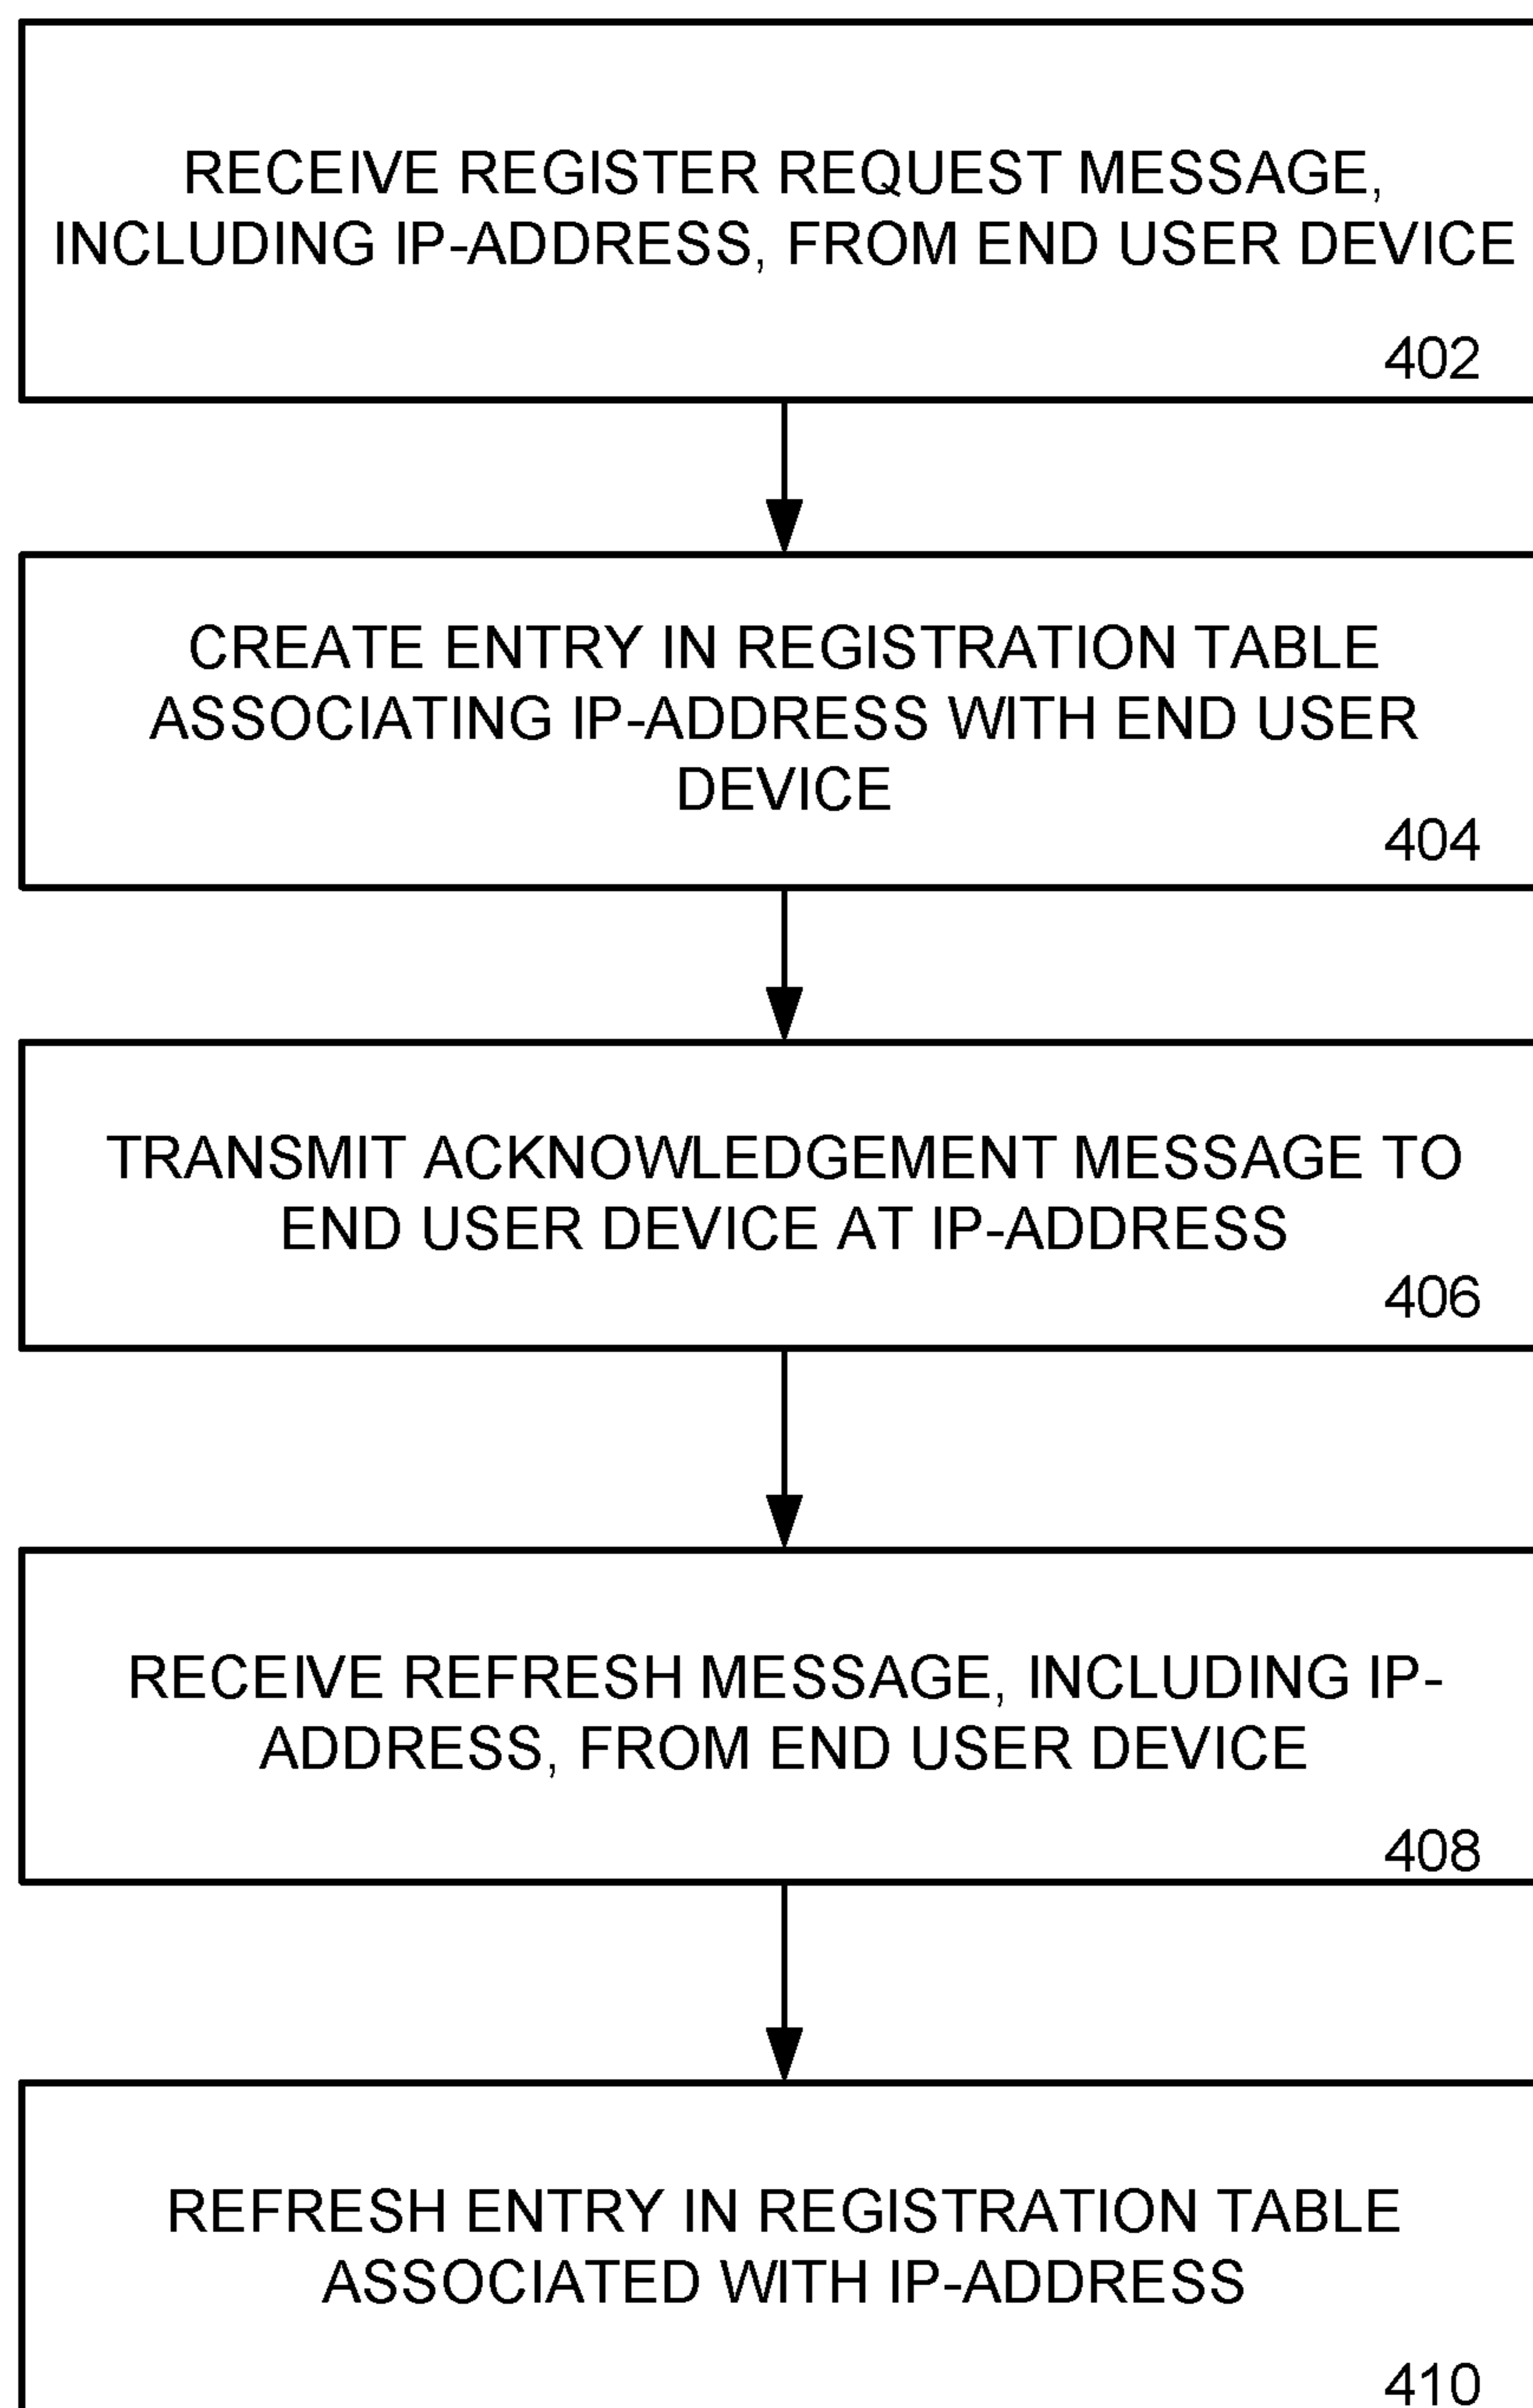 RECEIVE REGISTER REQUEST MESSAGE,
INCLUDING IP-ADDRESS, FROM END USER DEVICE
402
CREATE ENTRY IN REGISTRATION TABLE
ASSOCIATING IP-ADDRESS WITH END USER
DEVICE
404
TRANSMIT ACKNOWLEDGEMENT MESSAGE TO
END USER DEVICE AT IP-ADDRESS
406
RECEIVE REFRESH MESSAGE, INCLUDING IP-
ADDRESS, FROM END USER DEVICE
408
REFRESH ENTRY IN REGISTRATION TABLE
ASSOCIATED WITH IP-ADDRESS
410